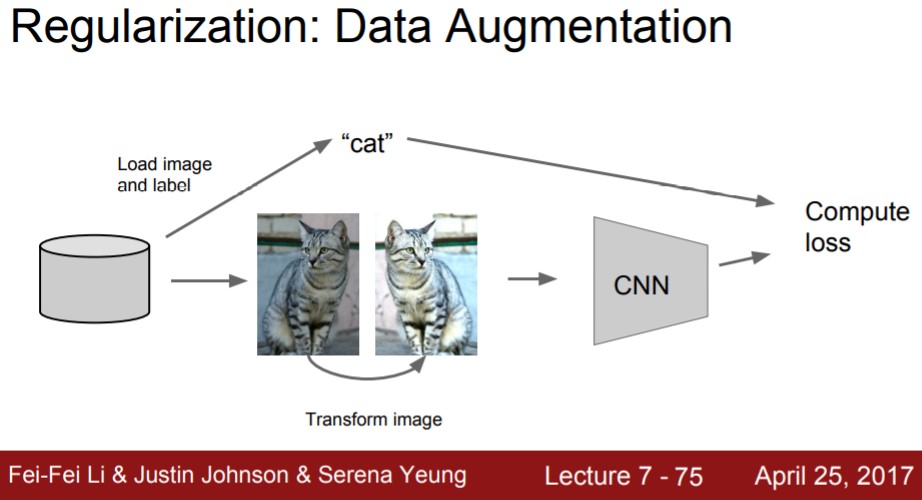 Regularization: Data Augmentation
“cat”
Load image
and label
Compute
loss
CNN
Transform image
Fei-Fei Li & Justin Johnson & Serena Yeung
Lecture 7 - 75
April 25, 2017